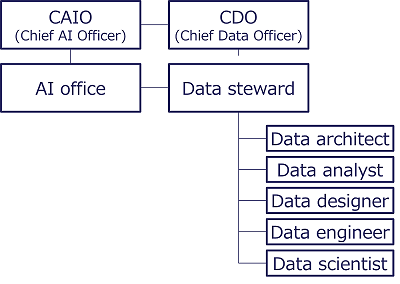 CAIO
(Chief AI Officer)
CDO
(Chief Data Officer)
AI office
Data steward
Data architect
Data analyst
Data designer
Data engineer
Data scientist